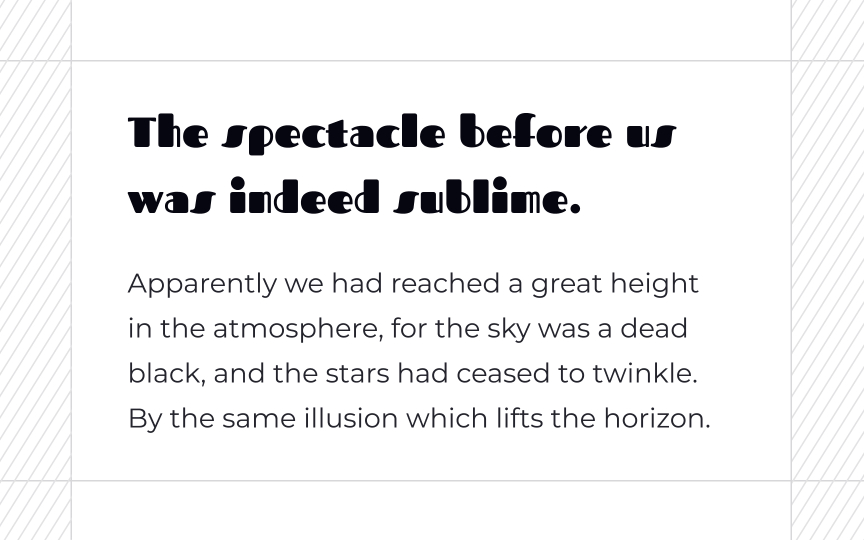 The spectacle before us
was indeed sublime.
Apparently we had reached a great height
in the atmosphere, for the sky was a dead
black, and the stars had ceased to twinkle.
By the same illusion which lifts the horizon.